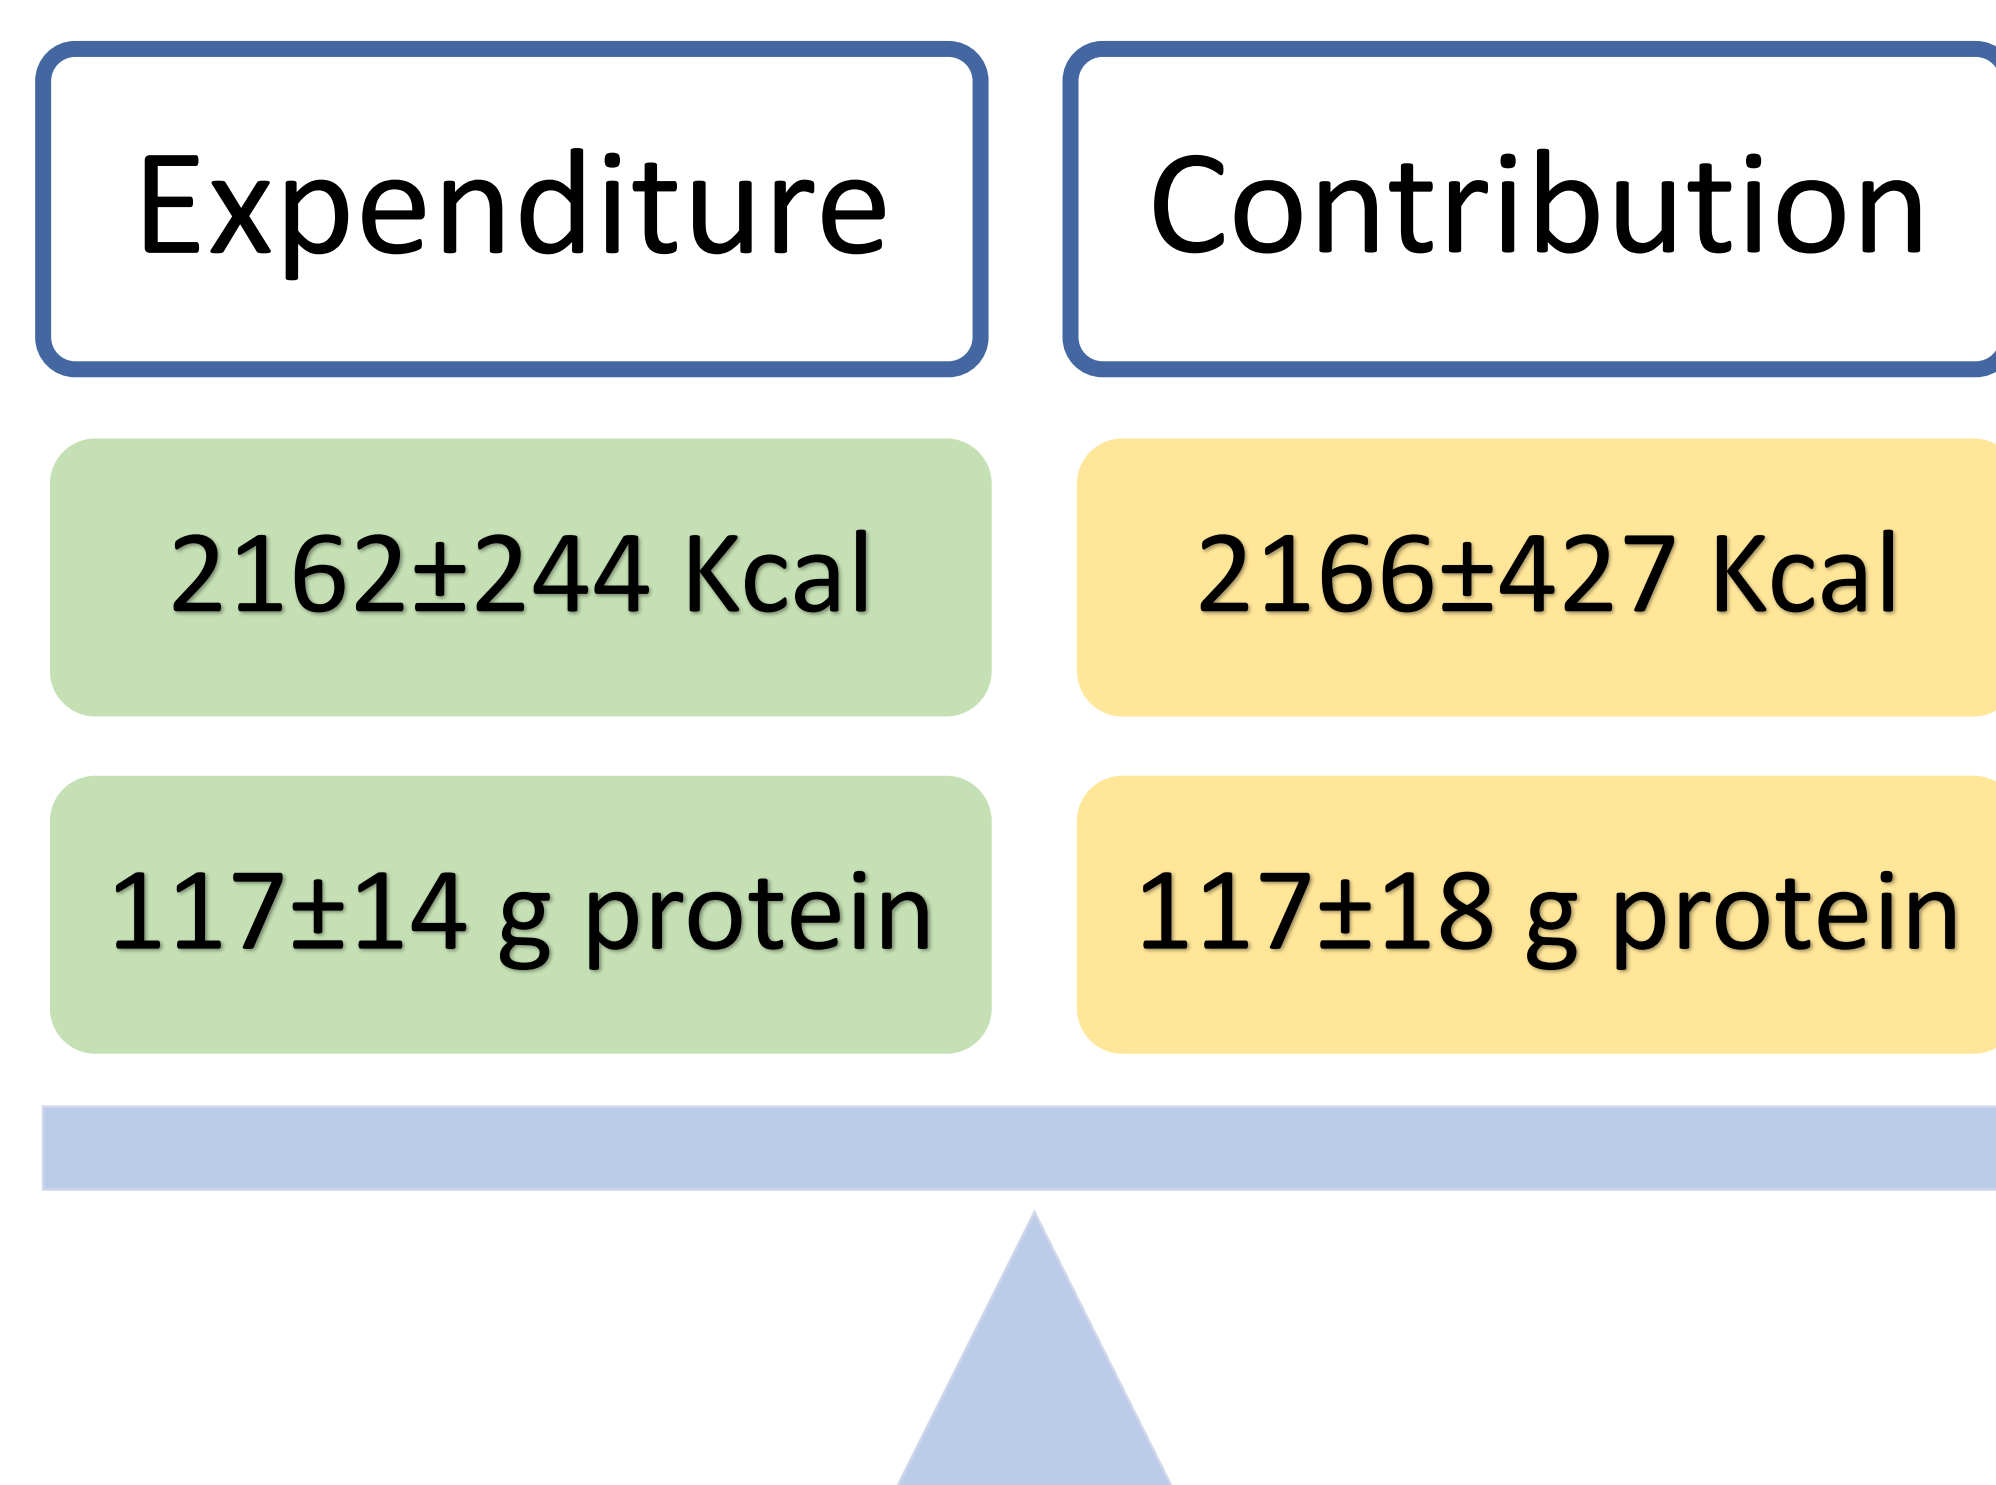 Expenditure
Contribution
2162±244 Kcal
2166±427 Kcal
117±14 g protein
117±18 g protein